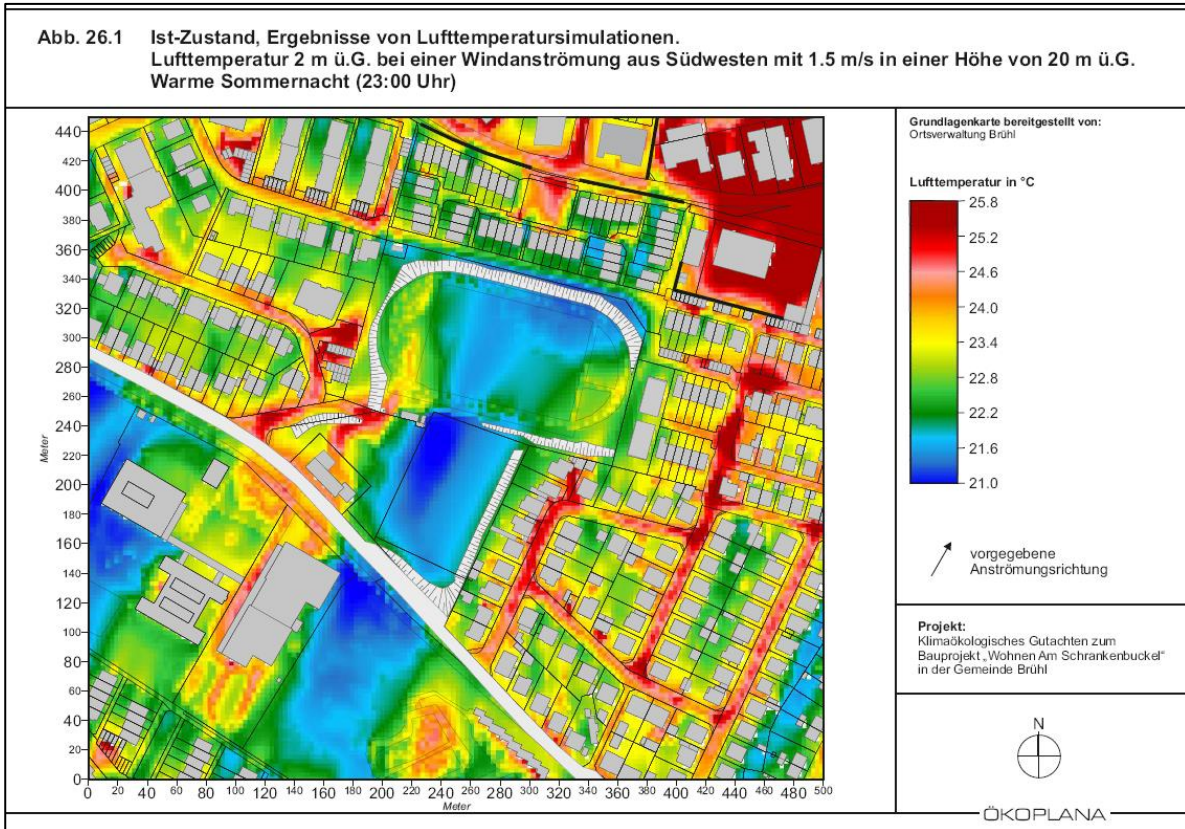 Abb. 26.1 Ist-Zustand, Ergebnisse von Lufttemperatursimulationen.
Lufttemperatur 2 m ü.G. bei einer Windanströmung aus Südwesten mit 1.5 m/s in einer Höhe von 20 m ü.G.
Warme Sommernacht (23:00 Uhr)
440
420
400
380
360
340
320
300
280
260
240
220
200
180
160
140
120
100
80
60
40
20
0
Meter
0 20 40 60 80 100 120 140 160 180 200 220 240 260 280 300 320 340 360 380 400 420 440 460 480 500
Meter
Grundlagenkarte bereitgestellt von:
Ortsverwaltung Brühl
Lufttemperatur in °C
25.8
25.2
24.6
24.0
23.4
22.8
22.2
21.6
21.0
vorgegebene
Anströmungsrichtung
Projekt:
Klimaökologisches Gutachten zum
Bauprojekt „Wohnen Am Schrankenbuckel“
in der Gemeinde Brühl
N
ÖKOPLANA